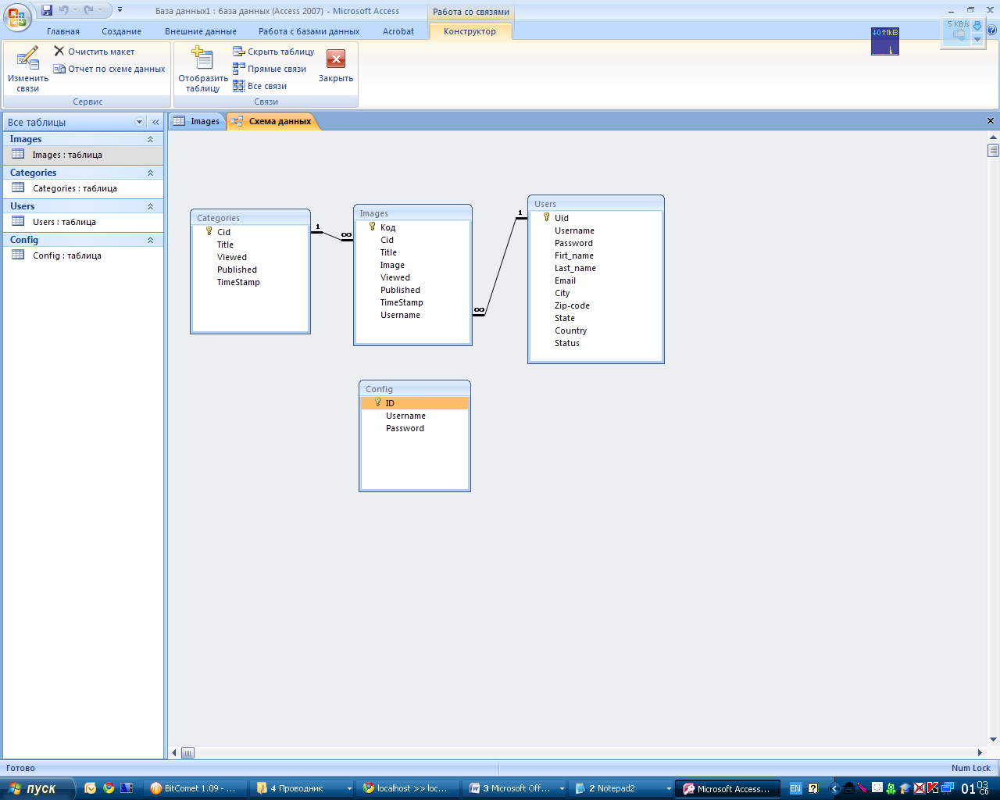 База данных1 : база данных (Access 2007) - Microsoft Access
Работа со связями
Главная
Создание
Внешние данные
Работа с базами данных
Acrobat
Конструктор
5 KB/s
↓0↑1kB
Изменить связи
Очистить макет
Отчет по схеме данных
Сервис
Отобразить таблицу
Скрыть таблицу
Прямые связи
Все связи
Закрыть
Связи
Все таблицы
«
Images
Images : таблица
Categories
Categories : таблица
Users
Users : таблица
Config
Config : таблица
Images
Схема данных
Categories
Cid
Title
Viewed
Published
TimeStamp
1
∞
Images
Код
Cid
Title
Image
Viewed
Published
TimeStamp
Username
∞
1
Users
Uid
Username
Password
Firt_name
Last_name
Email
City
Zip-code
State
Country
Status
Config
ID
Username
Password
Готово
Num Lock
пуск
BitComet 1.09 - ...
4 Проводник
localhost >> loc...
3 Microsoft Off...
2 Notepad2
Microsoft Access...
EN
01 03 Сб